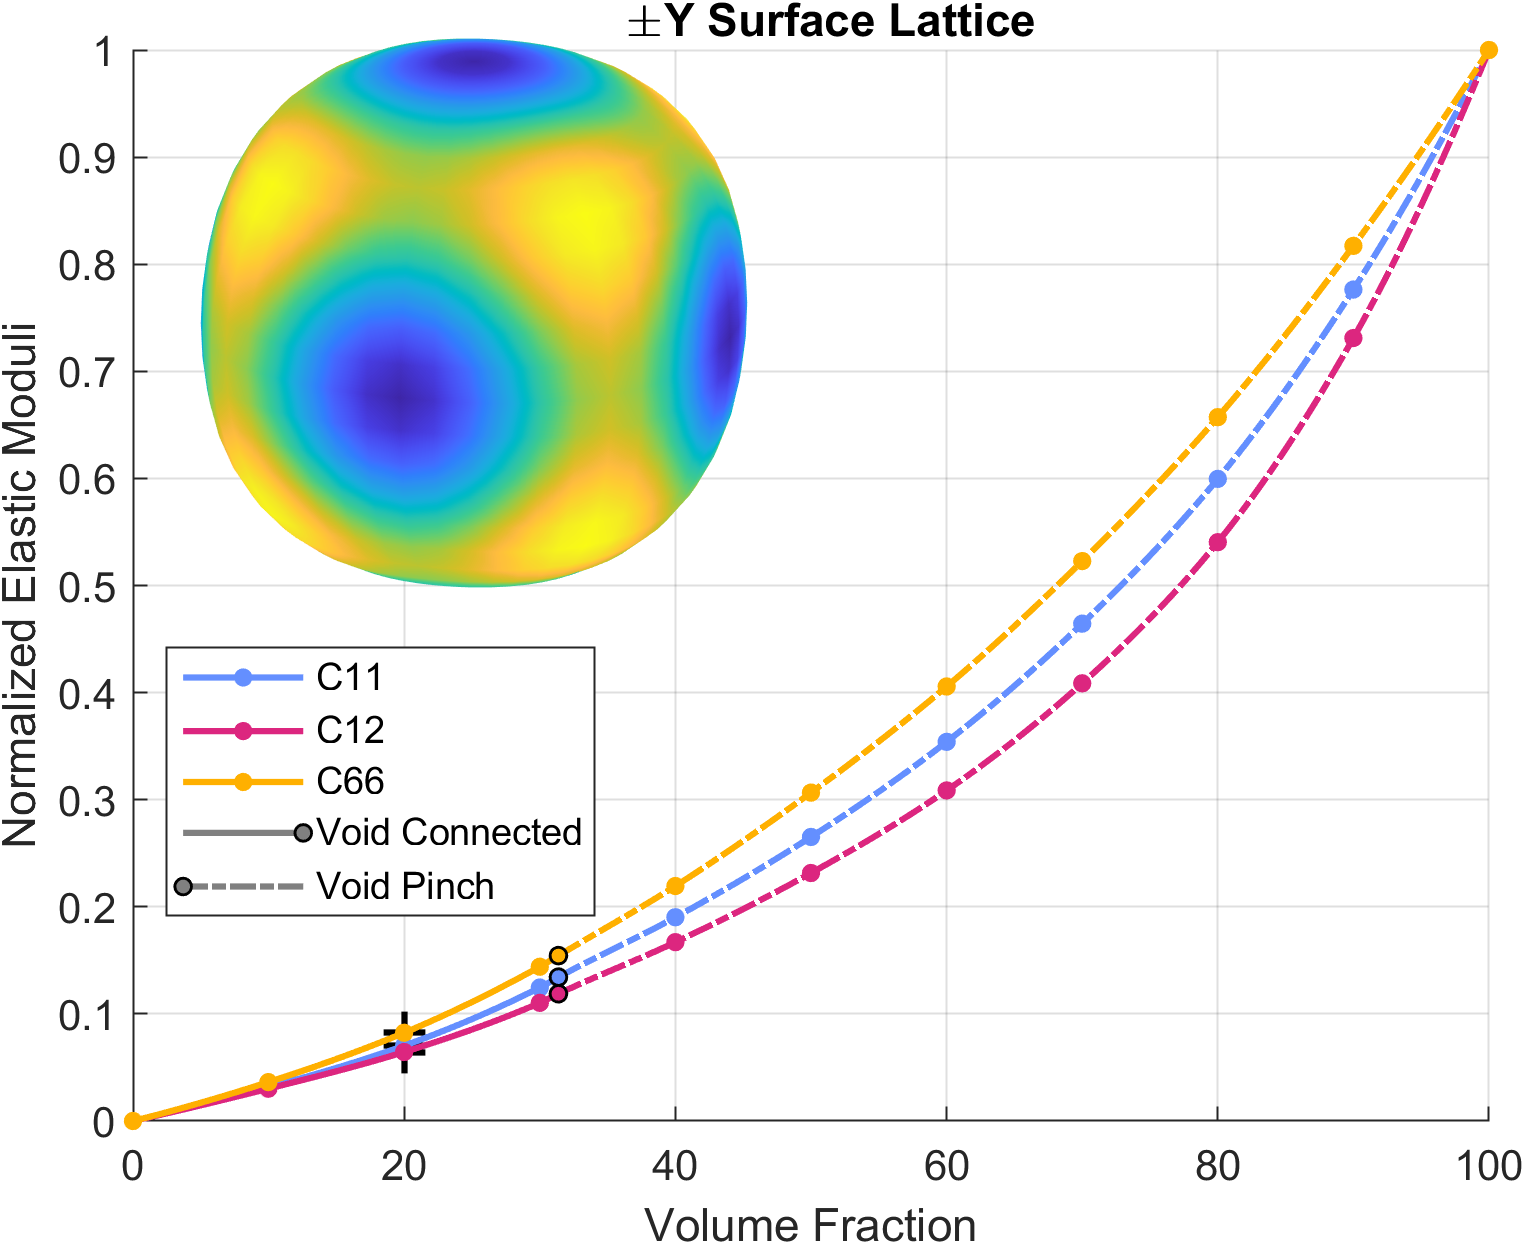 ±Y Surface Lattice
1
0.9
0.8
0.7
0.6
0.5
0.4
0.3
0.2
0.1
0
Normalized Elastic Moduli
C11
C12
C66
Void Connected
Void Pinch
0 20 40 60 80 100
Volume Fraction